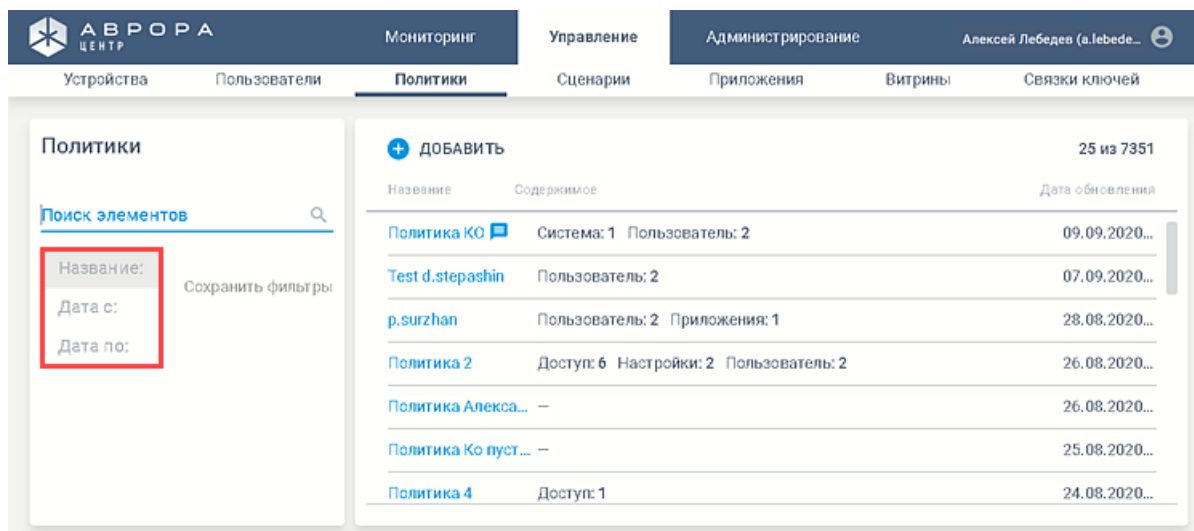 АВРОРА
ЦЕНТР
Мониторинг Управление Администрирование Алексей Лебедев (a.lebede...
Устройства Пользователи Политики Сценарии Приложения Витрины Связки ключей
Политики
Поиск элементов
Название:
Дата с:
Дата по:
Сохранить фильтры
ДОБАВИТЬ 25 из 7351
Название Содержимое Дата обновления
Политика КО Система: 1 Пользователь: 2 09.09.2020...
Test d.stepashin Пользователь: 2 07.09.2020...
p.surzhan Пользователь: 2 Приложения: 1 28.08.2020...
Политика 2 Доступ: 6 Настройки: 2 Пользователь: 2 26.08.2020...
Политика Алекса... — 26.08.2020...
Политика Ко пуст... — 25.08.2020...
Политика 4 Доступ: 1 24.08.2020...